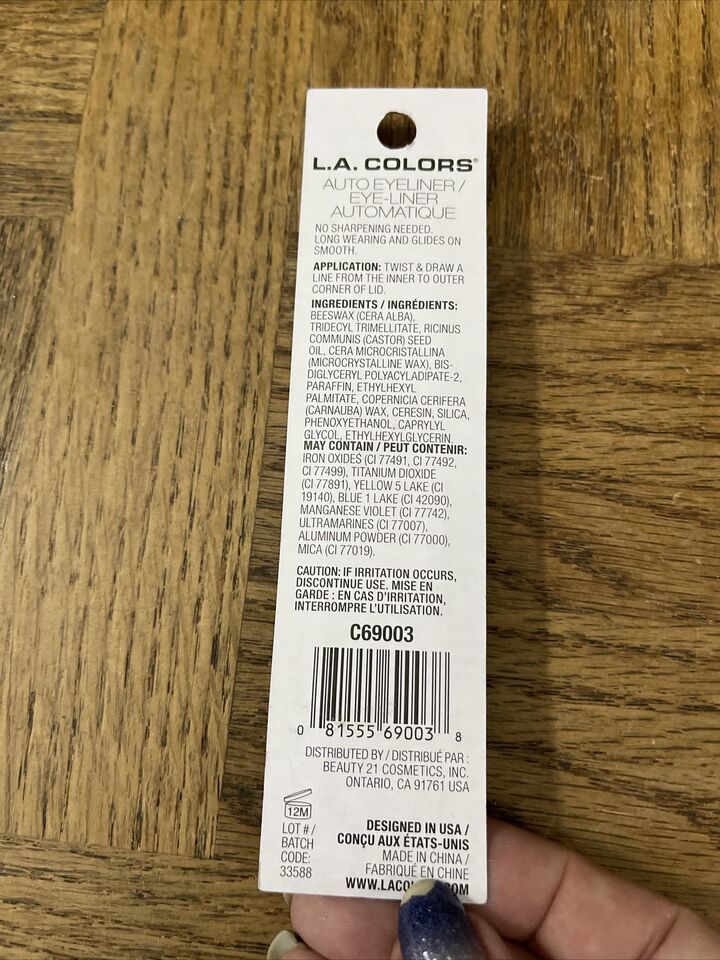 L.A. COLORS®
AUTO EYELINER /
EYE-LINER
AUTOMATIQUE
NO SHARPENING NEEDED.
LONG WEARING AND GLIDES ON
SMOOTH.
APPLICATION: TWIST & DRAW A
LINE FROM THE INNER TO OUTER
CORNER OF LID.
INGREDIENTS / INGRÉDIENTS:
BEESWAX (CERA ALBA),
TRIDECYL TRIMELLITATE, RICINUS
COMMUNIS (CASTOR) SEED
OIL, CERA MICROCRISTALLINA
(MICROCRYSTALLINE WAX), BIS-
DIGLYCERYL POLYACYLADIPATE-2,
PARAFFIN, ETHYLHEXYL
PALMITATE, COPERNICIA CERIFERA
(CARNAUBA) WAX, CERESIN, SILICA,
PHENOXYETHANOL, CAPRYLYL
GLYCOL, ETHYLHEXYLGLYCERIN.
MAY CONTAIN / PEUT CONTENIR:
IRON OXIDES (CI 77491, CI 77492,
CI 77499), TITANIUM DIOXIDE
(CI 77891), YELLOW 5 LAKE (CI
19140), BLUE 1 LAKE (CI 42090),
MANGANESE VIOLET (CI 77742),
ULTRAMARINES (CI 77007),
ALUMINUM POWDER (CI 77000),
MICA (CI 77019).
CAUTION: IF IRRITATION OCCURS,
DISCONTINUE USE. MISE EN
GARDE : EN CAS D'IRRITATION,
INTERROMPRE L'UTILISATION.
C69003
0 81555 69003 8
DISTRIBUTED BY / DISTRIBUÉ PAR :
BEAUTY 21 COSMETICS, INC.
ONTARIO, CA 91761 USA
12M
LOT # /
BATCH
CODE:
33588
DESIGNED IN USA /
CONÇU AUX ÉTATS-UNIS
MADE IN CHINA /
FABRIQUÉ EN CHINE